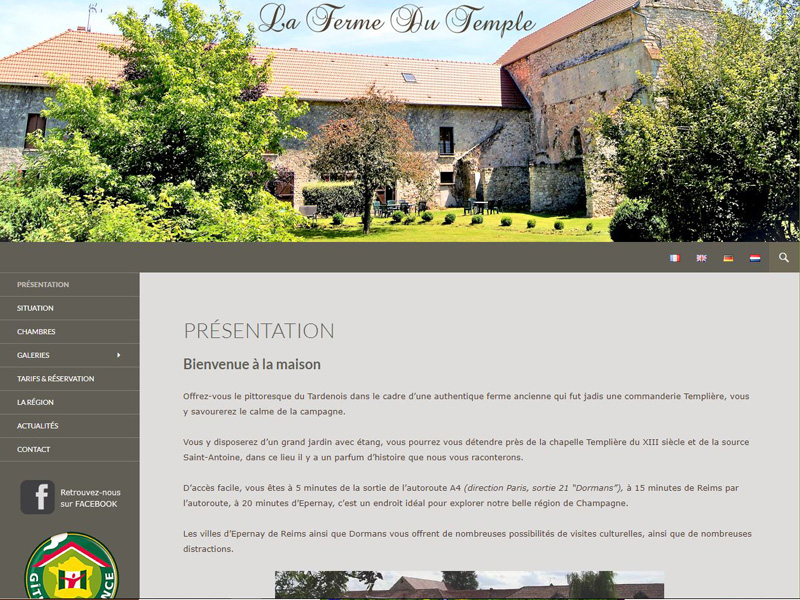 La Ferme Du Temple
PRÉSENTATION
SITUATION
CHAMBRES
GALERIES
TARIFS & RÉSERVATION
LA RÉGION
ACTUALITÉS
CONTACT
Retrouvez-nous
sur FACEBOOK
PRÉSENTATION
Bienvenue à la maison
Offrez-vous le pittoresque du Tardenois dans le cadre d’une authentique ferme ancienne qui fut jadis une commanderie Templière, vous
y savourerez le calme de la campagne.
Vous y disposerez d’un grand jardin avec étang, vous pourrez vous détendre près de la chapelle Templière du XIII siècle et de la source
Saint-Antoine, dans ce lieu il y a un parfum d’histoire que nous vous raconterons.
D’accès facile, vous êtes à 5 minutes de la sortie de l’autoroute A4 (direction Paris, sortie 21 “Dormans”), à 15 minutes de Reims par
l’autoroute, à 20 minutes d’Epernay, c’est un endroit idéal pour explorer notre belle région de Champagne.
Les villes d’Epernay de Reims ainsi que Dormans vous offrent de nombreuses possibilités de visites culturelles, ainsi que de nombreuses
distractions.